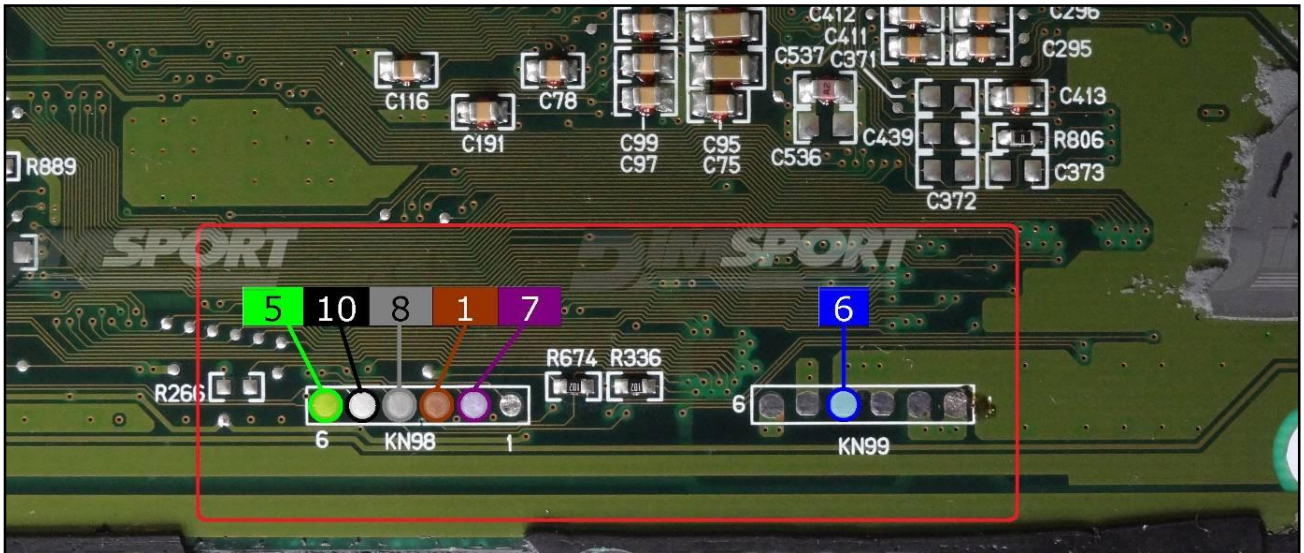 C412
C411
C296
C295
C537
C371
C116
C78
C191
C99
C97
C95
C75
C536
C439
C413
R806
C373
C372
R889
SPORT
DIMSPORT
5 10 8 1 7
6
R674 R336
R266
6 KN98 1
6
KN99